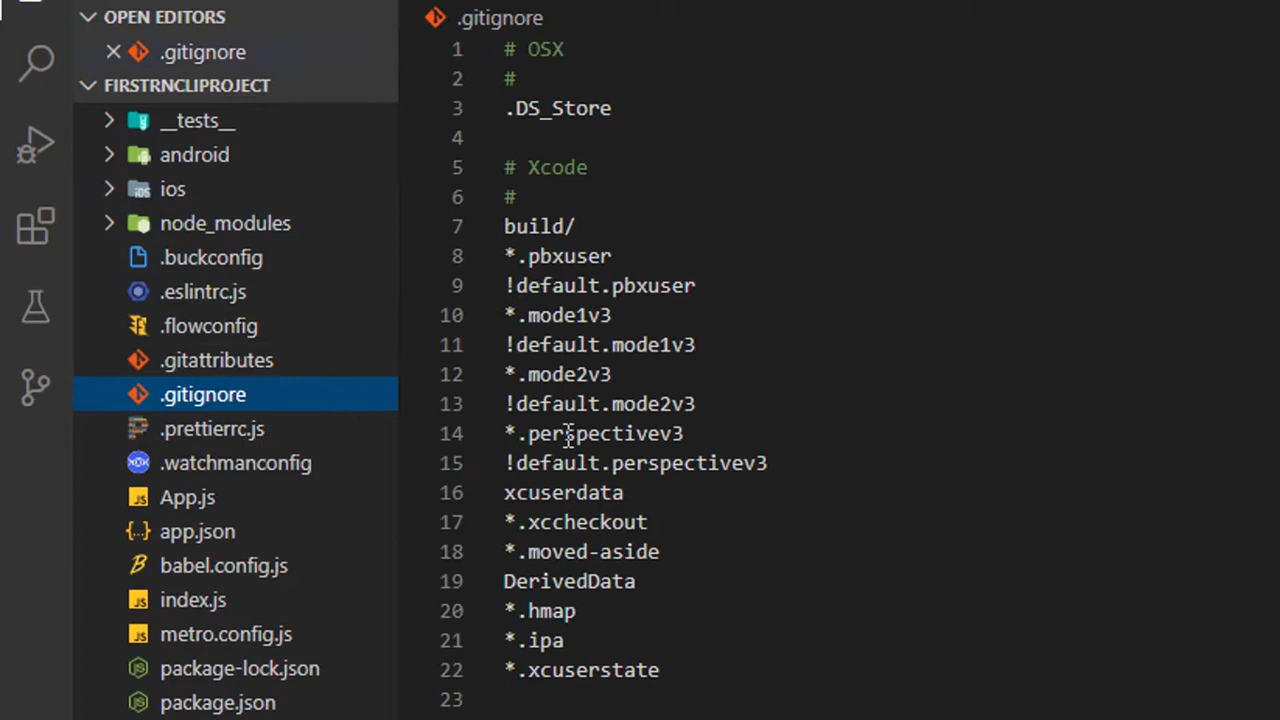 OPEN EDITORS
.gitignore
FIRSTRNCLIPROJECT
__tests__
android
ios
node_modules
.buckconfig
.eslintrc.js
.flowconfig
.gitattributes
.gitignore
.prettierrc.js
.watchmanconfig
JS App.js
{...} app.json
babel.config.js
JS index.js
JS metro.config.js
package-lock.json
package.json
.gitignore
1 # OSX
2 #
3 .DS_Store
4
5 # Xcode
6 #
7 build/
8 *.pbxuser
9 !default.pbxuser
10 *.mode1v3
11 !default.mode1v3
12 *.mode2v3
13 !default.mode2v3
14 *.perspectivev3
15 !default.perspectivev3
16 xcuserdata
17 *.xccheckout
18 *.moved-aside
19 DerivedData
20 *.hmap
21 *.ipa
22 *.xcuserstate
23